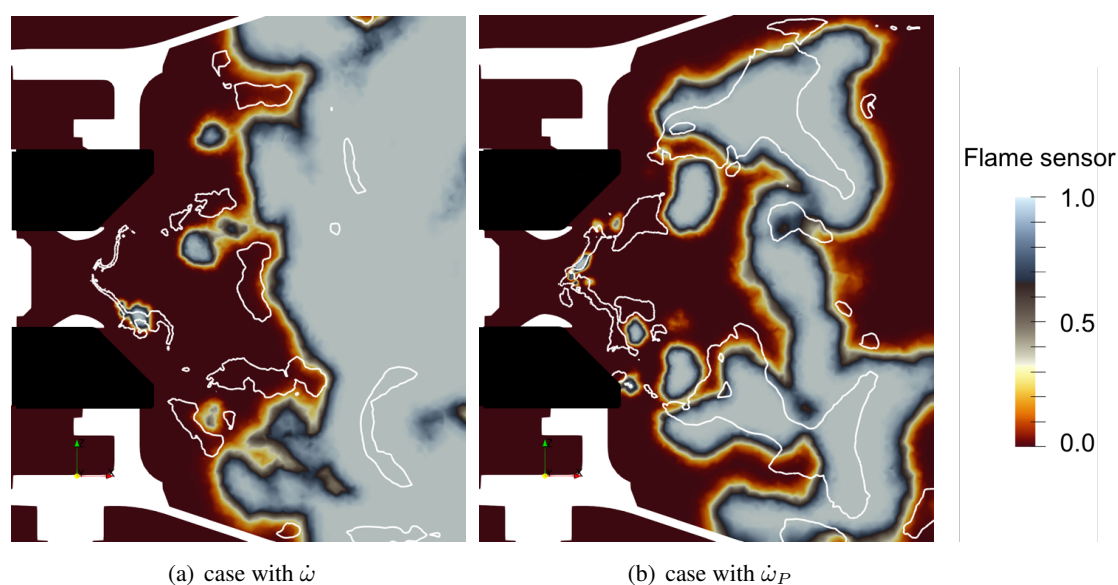 Flame sensor
1.0
0.5
0.0
(a) case with ω̇
(b) case with ω̇_P